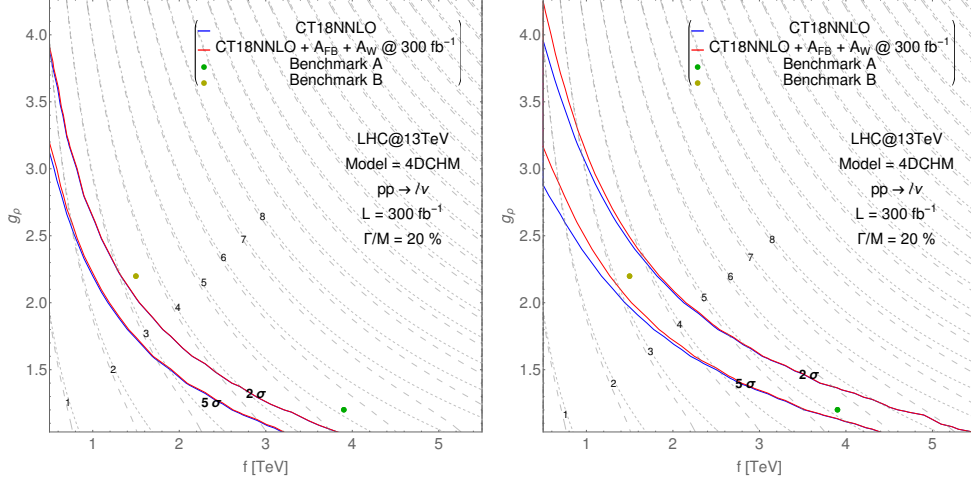 CT18NNLO
CT18NNLO + A_FB + A_W @ 300 fb⁻¹
Benchmark A
Benchmark B
LHC@13TeV
Model = 4DCHM
pp → lν
L = 300 fb⁻¹
Γ/M = 20 %
4.0
3.5
3.0
2.5
2.0
1.5
g_ρ
8
7
6
5
4
3
2
1
5 σ
2 σ
1 2 3 4 5
f [TeV]
CT18NNLO
CT18NNLO + A_FB + A_W @ 300 fb⁻¹
Benchmark A
Benchmark B
LHC@13TeV
Model = 4DCHM
pp → lν
L = 300 fb⁻¹
Γ/M = 20 %
4.0
3.5
3.0
2.5
2.0
1.5
g_ρ
8
7
6
5
4
3
2
1
5 σ
2 σ
1 2 3 4 5
f [TeV]